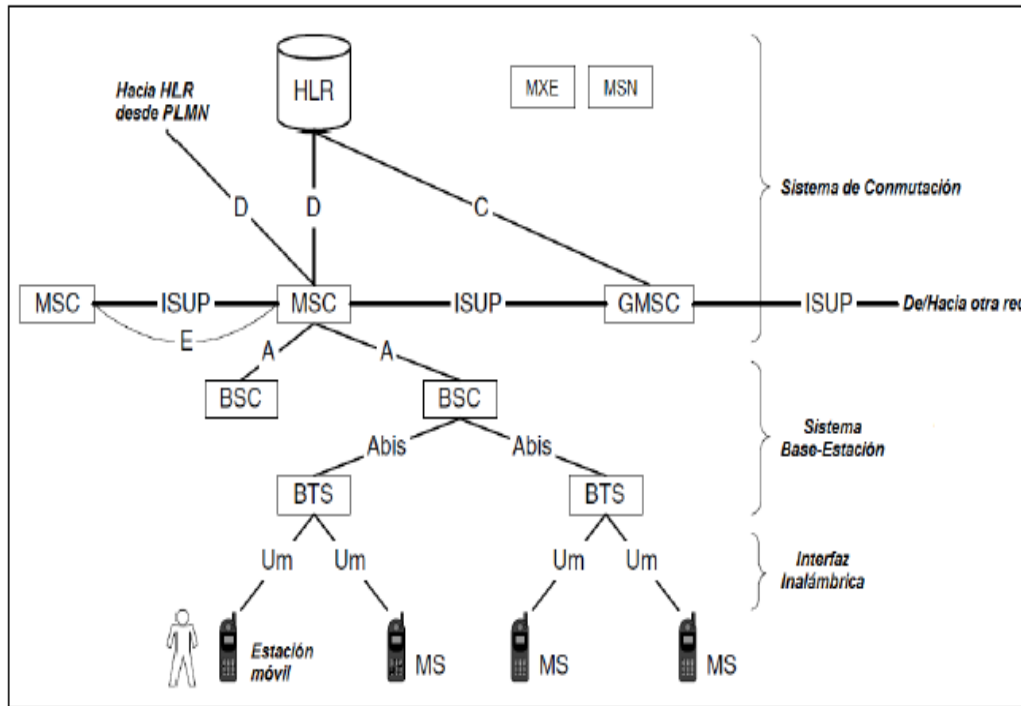 HLR
MXE
MSN
Hacia HLR
desde PLMN
Sistema de Conmutación
D
D
C
MSC
ISUP
MSC
ISUP
GMSC
ISUP
De/Hacia otra red
E
A
A
BSC
BSC
Sistema
Base-Estación
Abis
Abis
BTS
BTS
Um
Um
Um
Um
Interfaz
Inalámbrica
Estación
móvil
MS
MS
MS